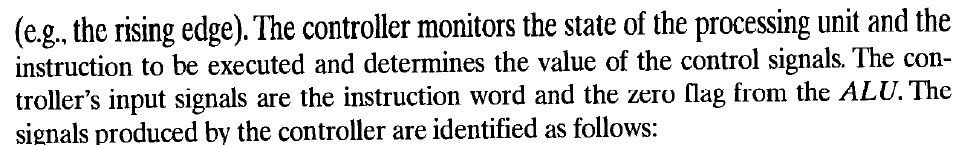 (e.g., the rising edge). The controller monitors the state of the processing unit and the
instruction to be executed and determines the value of the control signals. The con-
troller's input signals are the instruction word and the zero flag from the ALU. The
signals produced by the controller are identified as follows: